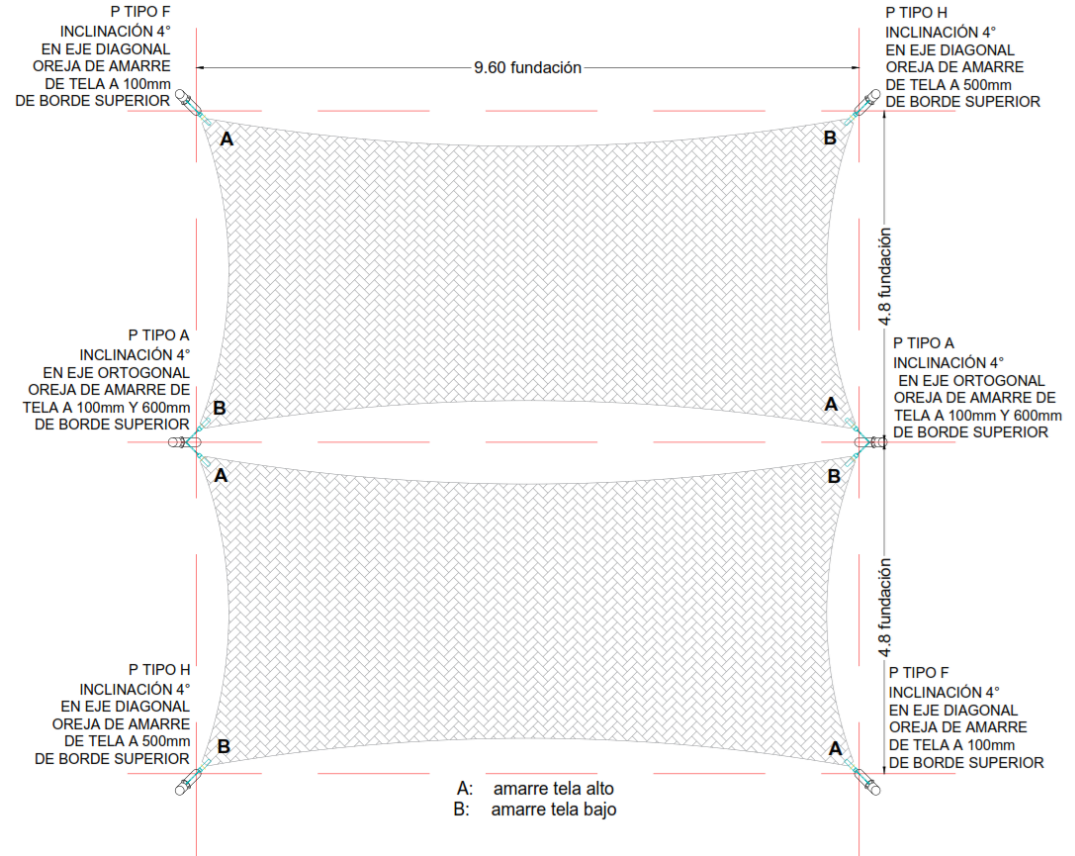 P TIPO F
INCLINACIÓN 4°
EN EJE DIAGONAL
OREJA DE AMARRE
DE TELA A 100mm
DE BORDE SUPERIOR
9.60 fundación
P TIPO H
INCLINACIÓN 4°
EN EJE DIAGONAL
OREJA DE AMARRE
DE TELA A 500mm
DE BORDE SUPERIOR
A
B
4.8 fundación
P TIPO A
INCLINACIÓN 4°
EN EJE ORTOGONAL
OREJA DE AMARRE DE
TELA A 100mm Y 600mm
DE BORDE SUPERIOR
B
A
P TIPO A
INCLINACIÓN 4°
EN EJE ORTOGONAL
OREJA DE AMARRE DE
TELA A 100mm Y 600mm
DE BORDE SUPERIOR
A
B
4.8 fundación
P TIPO H
INCLINACIÓN 4°
EN EJE DIAGONAL
OREJA DE AMARRE
DE TELA A 500mm
DE BORDE SUPERIOR
B
A
P TIPO F
INCLINACIÓN 4°
EN EJE DIAGONAL
OREJA DE AMARRE
DE TELA A 100mm
DE BORDE SUPERIOR
A: amarre tela alto
B: amarre tela bajo